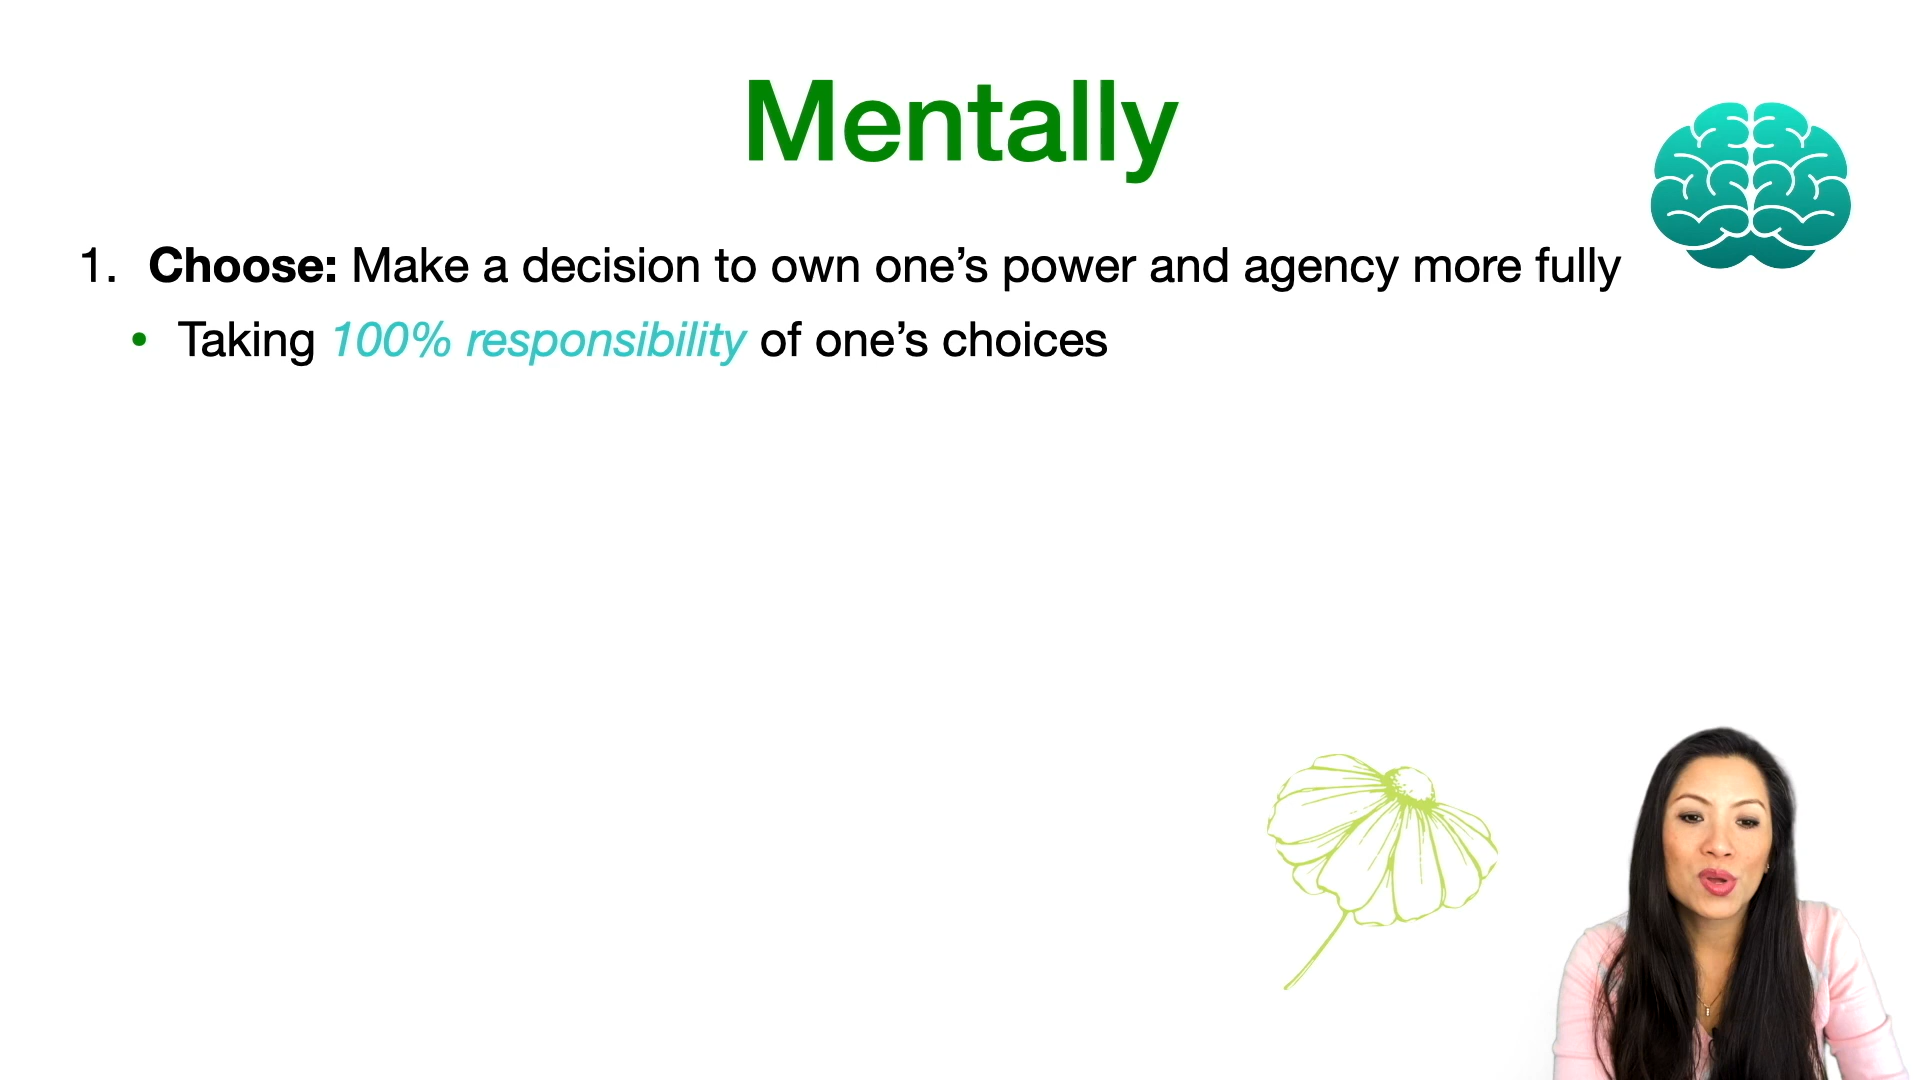 Mentally
1. Choose: Make a decision to own one’s power and agency more fully
• Taking 100% responsibility of one’s choices